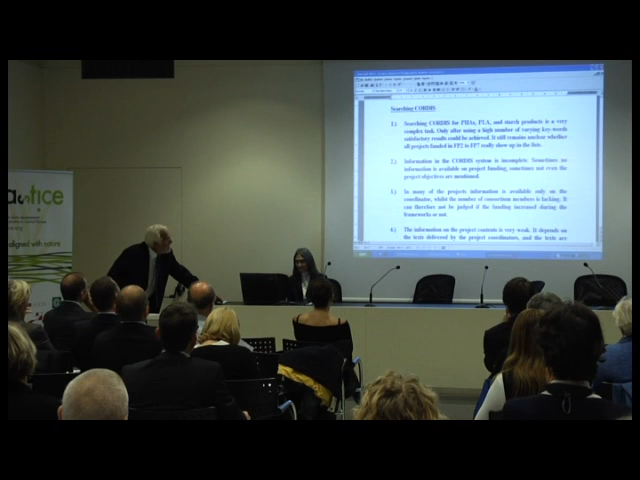 Searching CORDIS
1.) Searching CORDIS for PHAs, PLA, and starch products is a very
complex task. Only after using a high number of varying key-words
satisfactory results could be achieved. It still remains unclear whether
all projects funded in FP2 to FP7 really show up in the lists.
2.) Information in the CORDIS system is incomplete. Sometimes no
information is available on project funding, sometimes not even the
project objectives are mentioned.
3.) In many of the projects information is available only on the
coordinator, whilst the number of consortium members is lacking. It
can therefore not be judged if the funding increased during the
frameworks or not.
4.) The information on the project contents is very weak. It depends on
the texts delivered by the project coordinators, and the texts are
astice
aligned with nature